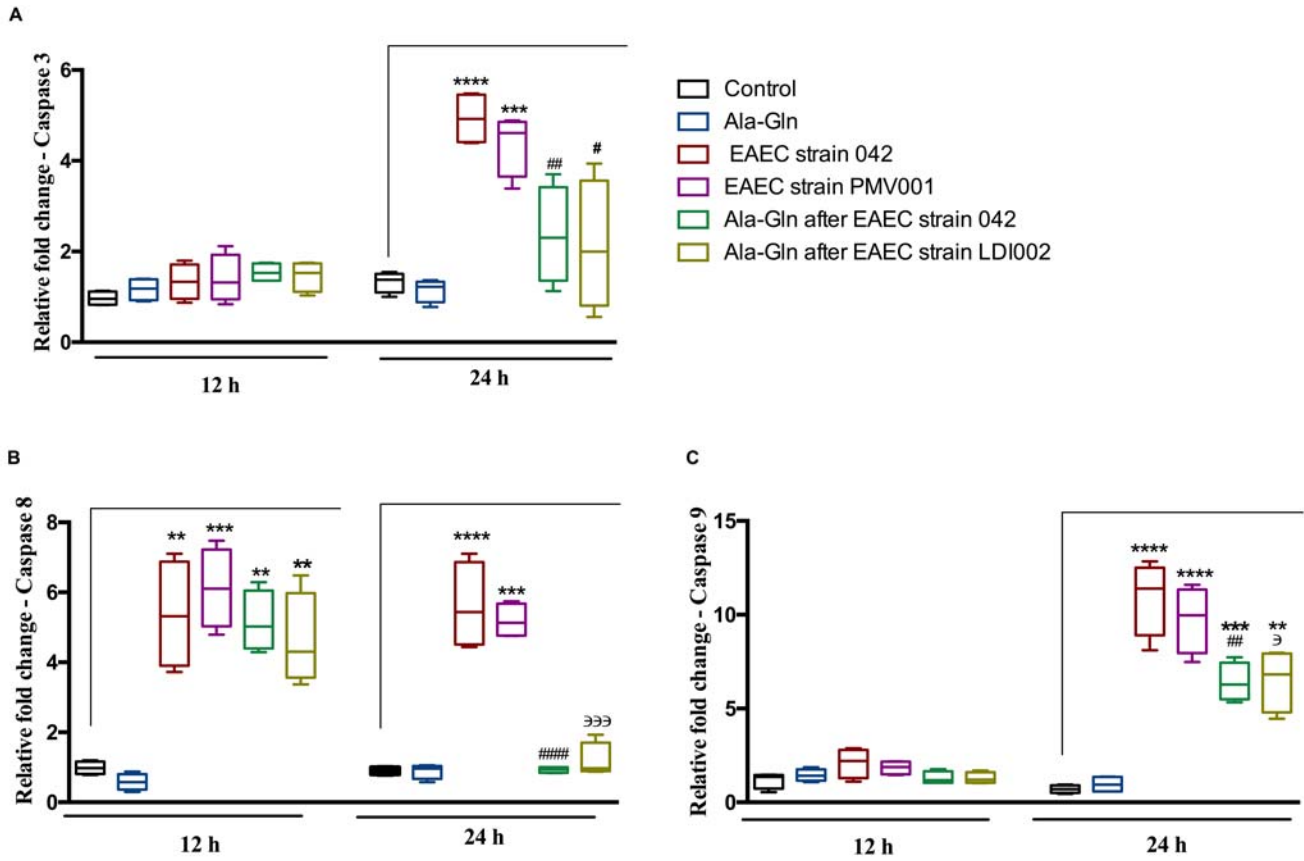 A
Relative fold change - Caspase 3
6
4
2
0
****
***
##
#
12 h
24 h
Control
Ala-Gln
EAEC strain 042
EAEC strain PMV001
Ala-Gln after EAEC strain 042
Ala-Gln after EAEC strain LDI002
B
Relative fold change - Caspase 8
8
6
4
2
0
**
***
**
**
****
***
####
∍∍∍
12 h
24 h
C
Relative fold change - Caspase 9
15
10
5
0
****
****
***
##
**
∍
12 h
24 h